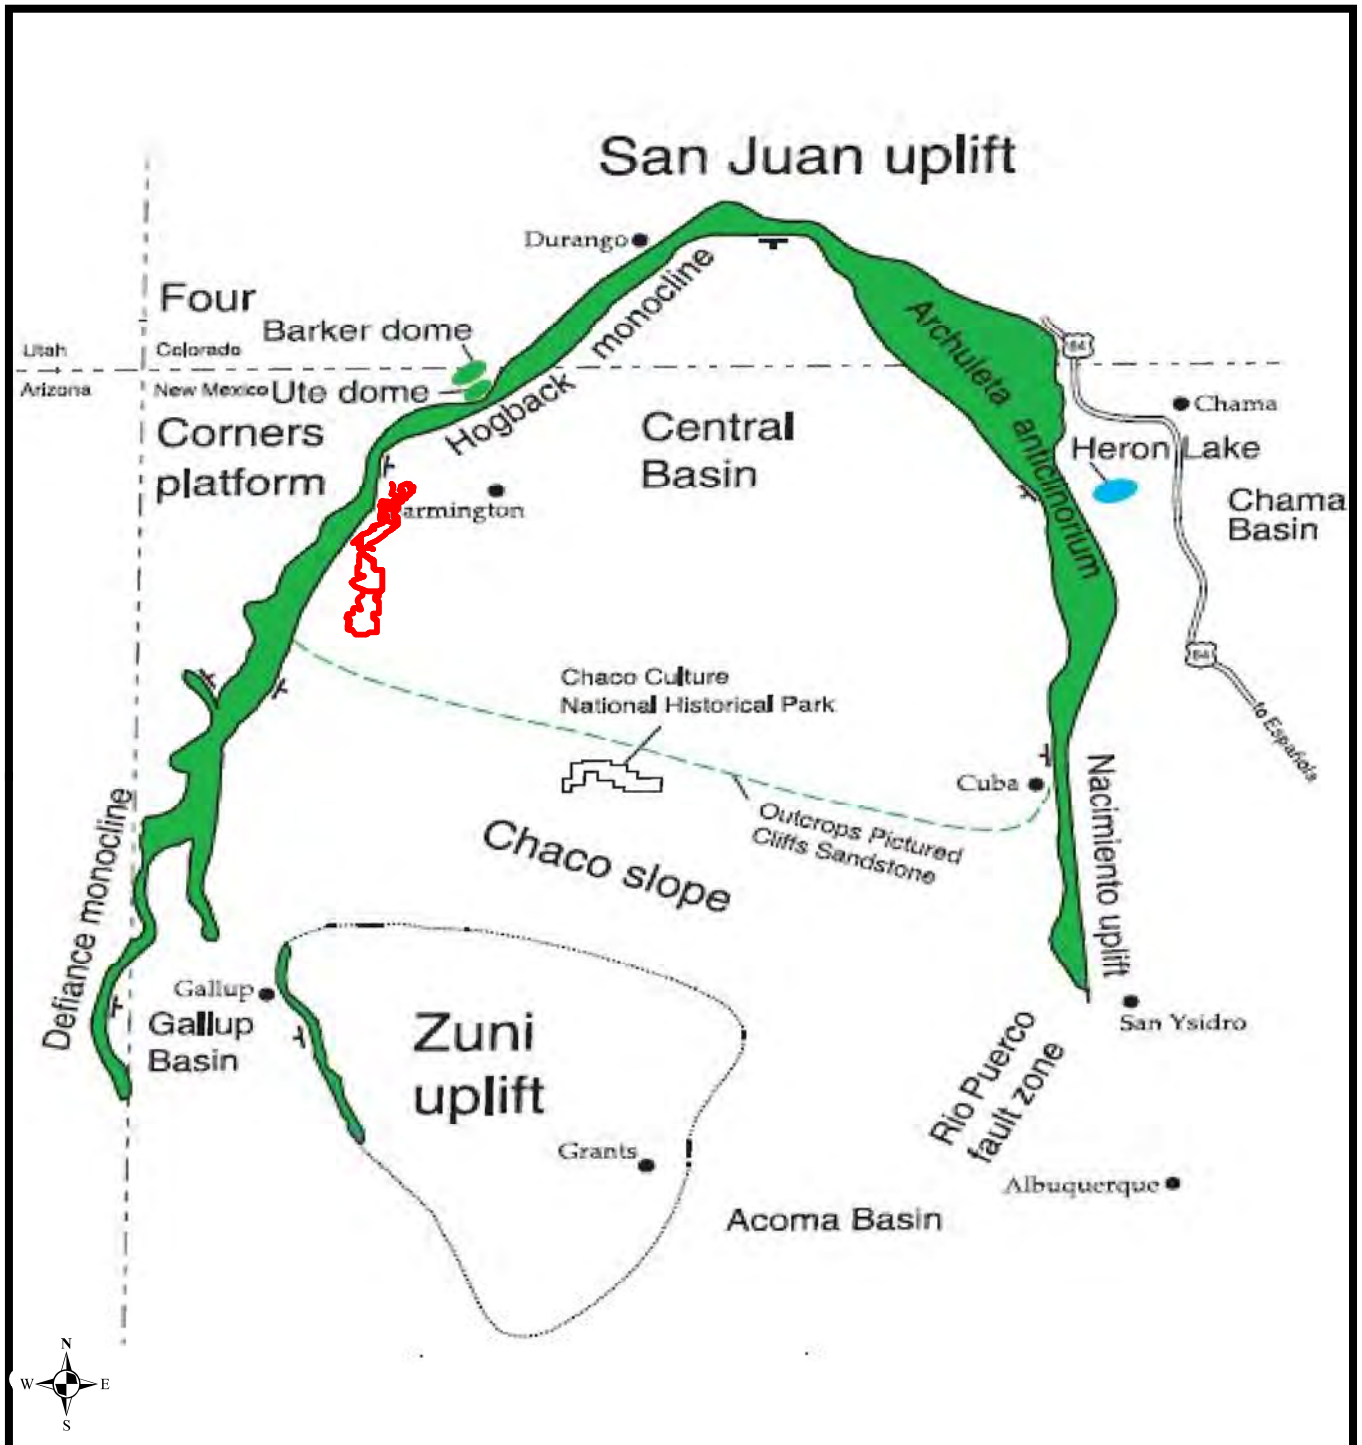 San Juan uplift
Durango
Four
Barker dome
Utah
Colorado
Arizona
New Mexico
Ute dome
Corners
platform
Hogback monocline
Central
Basin
Archuleta anticlinorium
64
Chama
Heron Lake
Chama
Basin
armington
Chaco Culture
National Historical Park
64
to Española
Cuba
Outcrops Pictured
Cliffs Sandstone
Nacimiento uplift
Chaco slope
Defiance monocline
Gallup
Gallup
Basin
Zuni
uplift
San Ysidro
Rio Puerco
fault zone
Grants
Albuquerque
Acoma Basin
N
W E
S